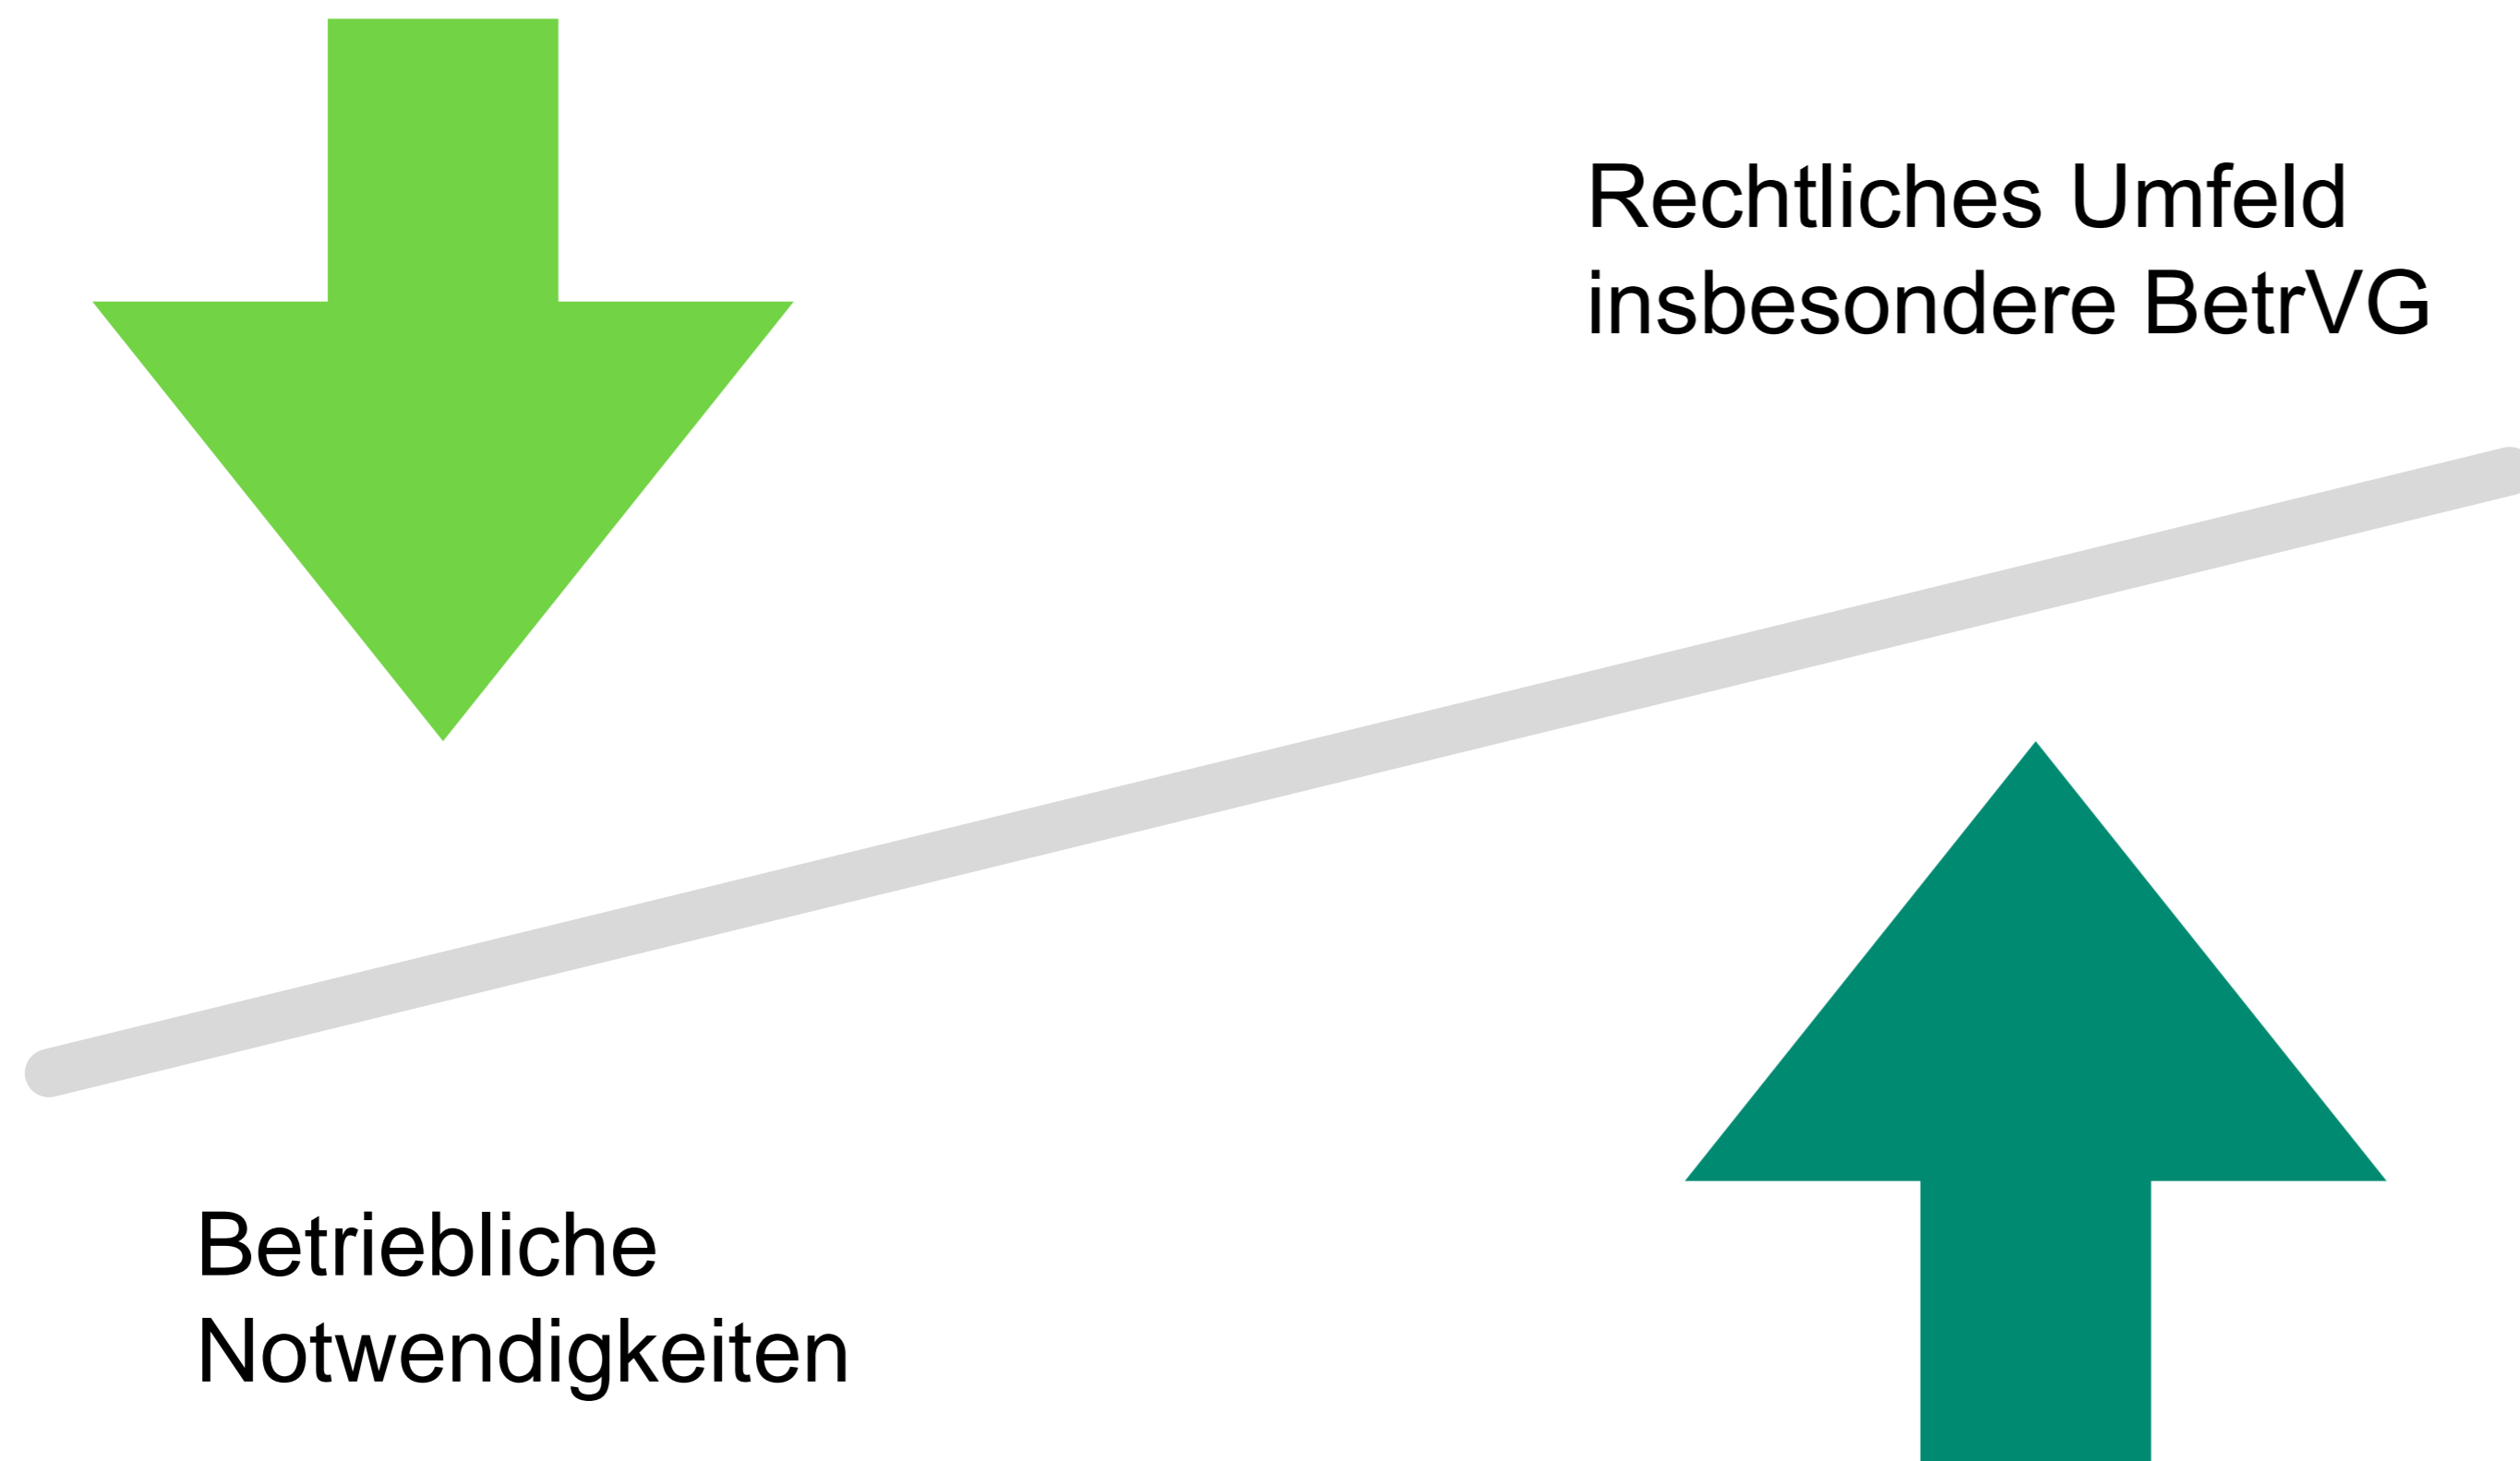 Rechtliches Umfeld
insbesondere BetrVG
Betriebliche
Notwendigkeiten